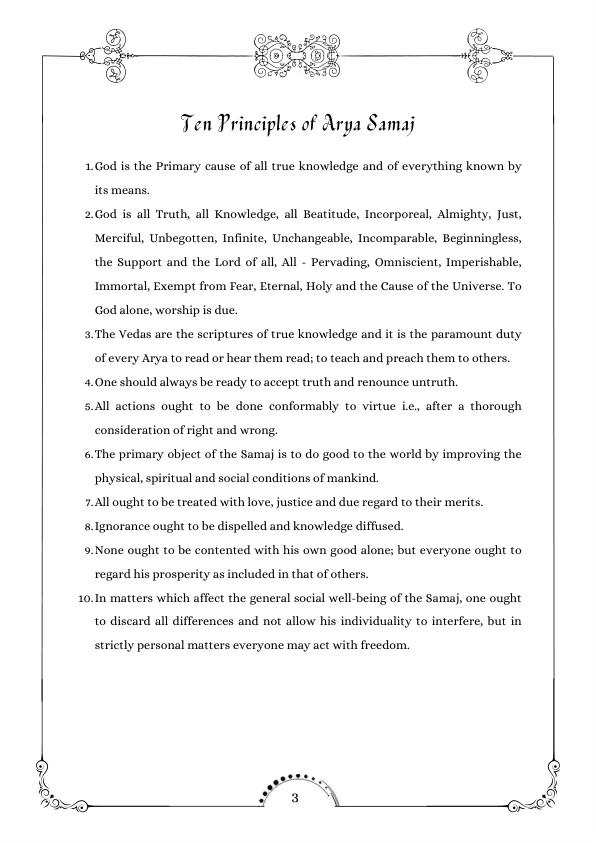 Ten Principles of Arya Samaj
1. God is the Primary cause of all true knowledge and of everything known by
its means.
2. God is all Truth, all Knowledge, all Beatitude, Incorporeal, Almighty, Just,
Merciful, Unbegotten, Infinite, Unchangeable, Incomparable, Beginningless,
the Support and the Lord of all, All - Pervading, Omniscient, Imperishable,
Immortal, Exempt from Fear, Eternal, Holy and the Cause of the Universe. To
God alone, worship is due.
3. The Vedas are the scriptures of true knowledge and it is the paramount duty
of every Arya to read or hear them read; to teach and preach them to others.
4. One should always be ready to accept truth and renounce untruth.
5. All actions ought to be done conformably to virtue i.e., after a thorough
consideration of right and wrong.
6. The primary object of the Samaj is to do good to the world by improving the
physical, spiritual and social conditions of mankind.
7. All ought to be treated with love, justice and due regard to their merits.
8. Ignorance ought to be dispelled and knowledge diffused.
9. None ought to be contented with his own good alone; but everyone ought to
regard his prosperity as included in that of others.
10. In matters which affect the general social well-being of the Samaj, one ought
to discard all differences and not allow his individuality to interfere, but in
strictly personal matters everyone may act with freedom.
3